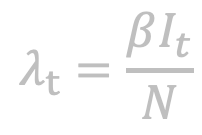 λ_t = βI_t / N